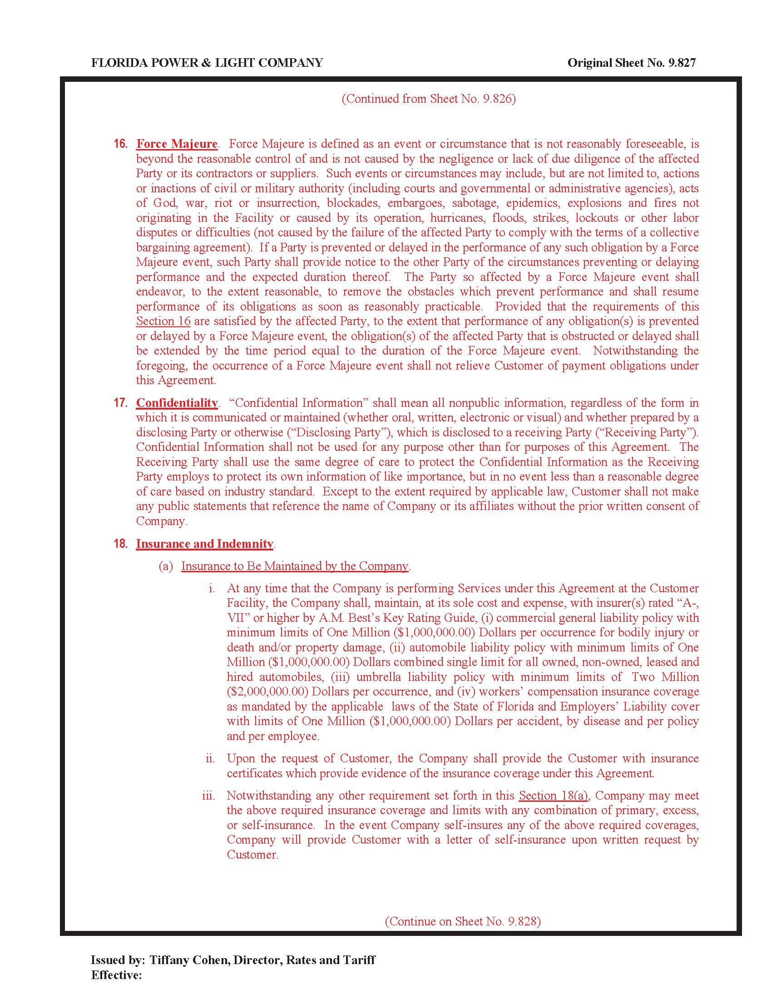 FLORIDA POWER & LIGHT COMPANY Original Sheet No. 9.827
(Continued from Sheet No. 9.826)
16. Force Majeure. Force Majeure is defined as an event or circumstance that is not reasonably foreseeable, is
beyond the reasonable control of and is not caused by the negligence or lack of due diligence of the affected
Party or its contractors or suppliers. Such events or circumstances may include, but are not limited to, actions
or inactions of civil or military authority (including courts and governmental or administrative agencies), acts
of God, war, riot or insurrection, blockades, embargoes, sabotage, epidemics, explosions and fires not
originating in the Facility or caused by its operation, hurricanes, floods, strikes, lockouts or other labor
disputes or difficulties (not caused by the failure of the affected Party to comply with the terms of a collective
bargaining agreement). If a Party is prevented or delayed in the performance of any such obligation by a Force
Majeure event, such Party shall provide notice to the other Party of the circumstances preventing or delaying
performance and the expected duration thereof. The Party so affected by a Force Majeure event shall
endeavor, to the extent reasonable, to remove the obstacles which prevent performance and shall resume
performance of its obligations as soon as reasonably practicable. Provided that the requirements of this
Section 16 are satisfied by the affected Party, to the extent that performance of any obligation(s) is prevented
or delayed by a Force Majeure event, the obligation(s) of the affected Party that is obstructed or delayed shall
be extended by the time period equal to the duration of the Force Majeure event. Notwithstanding the
foregoing, the occurrence of a Force Majeure event shall not relieve Customer of payment obligations under
this Agreement.
17. Confidentiality. “Confidential Information” shall mean all nonpublic information, regardless of the form in
which it is communicated or maintained (whether oral, written, electronic or visual) and whether prepared by a
disclosing Party or otherwise (“Disclosing Party”), which is disclosed to a receiving Party (“Receiving Party”).
Confidential Information shall not be used for any purpose other than for purposes of this Agreement. The
Receiving Party shall use the same degree of care to protect the Confidential Information as the Receiving
Party employs to protect its own information of like importance, but in no event less than a reasonable degree
of care based on industry standard. Except to the extent required by applicable law, Customer shall not make
any public statements that reference the name of Company or its affiliates without the prior written consent of
Company.
18. Insurance and Indemnity.
(a) Insurance to Be Maintained by the Company.
i. At any time that the Company is performing Services under this Agreement at the Customer
Facility, the Company shall, maintain, at its sole cost and expense, with insurer(s) rated “A-,
VII” or higher by A.M. Best’s Key Rating Guide, (i) commercial general liability policy with
minimum limits of One Million ($1,000,000.00) Dollars per occurrence for bodily injury or
death and/or property damage, (ii) automobile liability policy with minimum limits of One
Million ($1,000,000.00) Dollars combined single limit for all owned, non-owned, leased and
hired automobiles, (iii) umbrella liability policy with minimum limits of Two Million
($2,000,000.00) Dollars per occurrence, and (iv) workers’ compensation insurance coverage
as mandated by the applicable laws of the State of Florida and Employers’ Liability cover
with limits of One Million ($1,000,000.00) Dollars per accident, by disease and per policy
and per employee.
ii. Upon the request of Customer, the Company shall provide the Customer with insurance
certificates which provide evidence of the insurance coverage under this Agreement.
iii. Notwithstanding any other requirement set forth in this Section 18(a), Company may meet
the above required insurance coverage and limits with any combination of primary, excess,
or self-insurance. In the event Company self-insures any of the above required coverages,
Company will provide Customer with a letter of self-insurance upon written request by
Customer.
(Continue on Sheet No. 9.828)
Issued by: Tiffany Cohen, Director, Rates and Tariff
Effective: